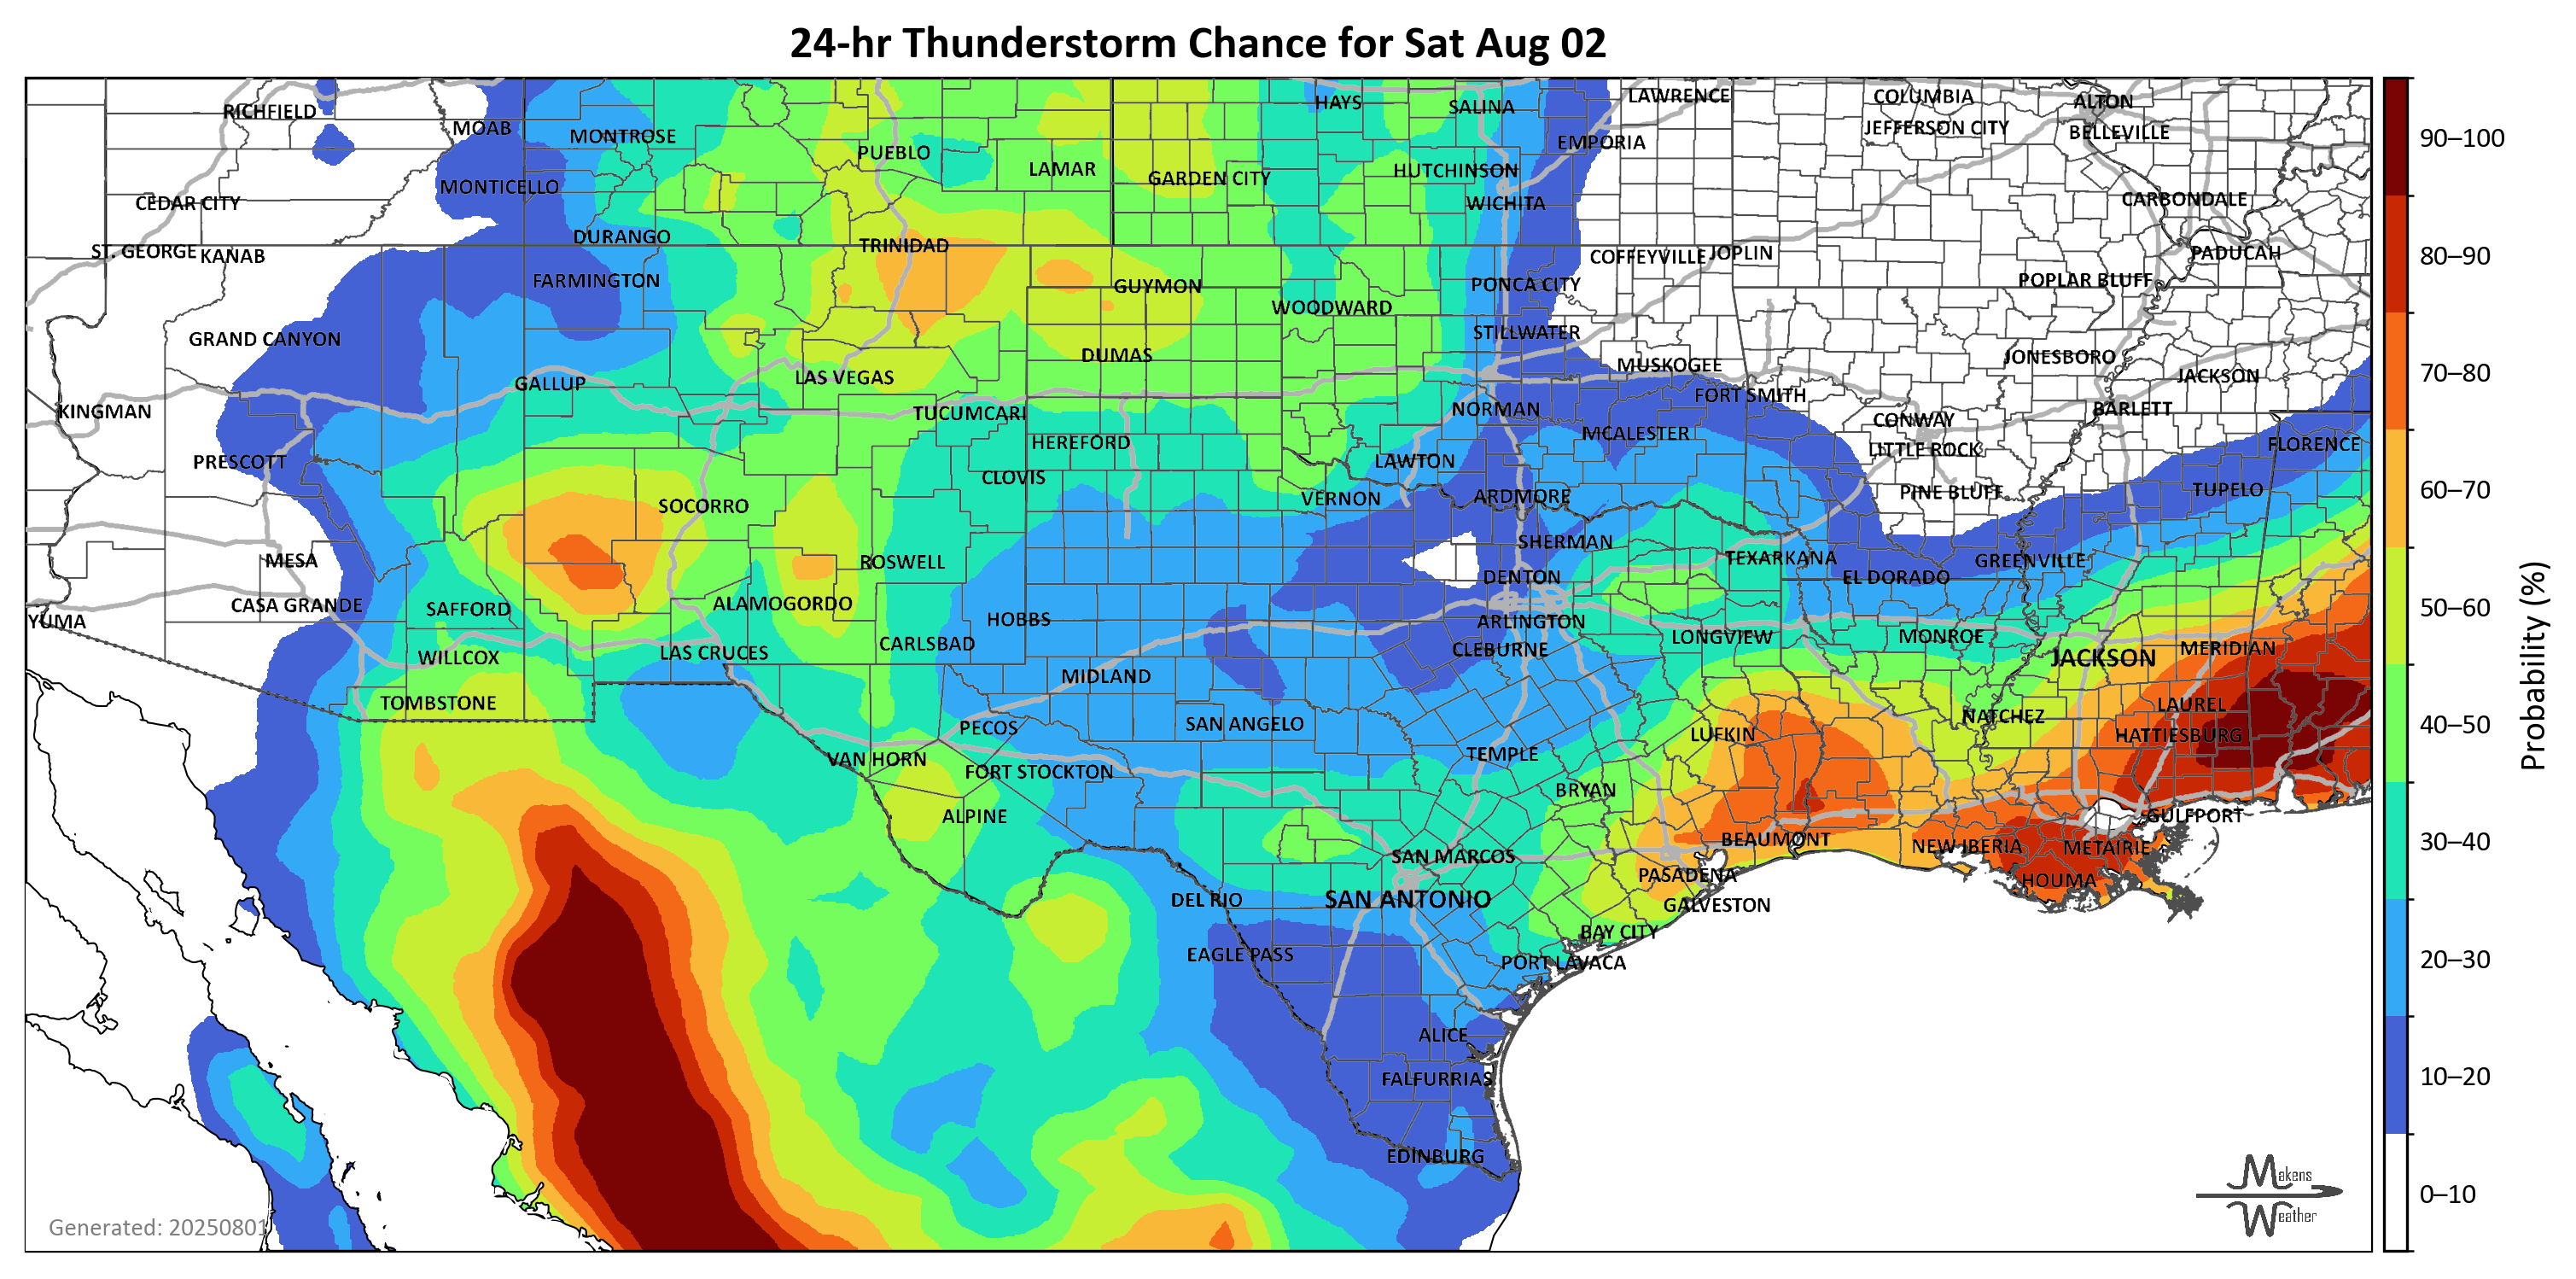 24-hr Thunderstorm Chance for Sat Aug 02
RICHFIELD
MOAB
MONTROSE
PUEBLO
LAMAR
HAYS
SALINA
LAWRENCE
COLUMBIA
ALTON
EMPORIA
JEFFERSON CITY
BELLEVILLE
90–100
MONTICELLO
GARDEN CITY
HUTCHINSON
CEDAR CITY
WICHITA
CARBONDALE
DURANGO
TRINIDAD
ST. GEORGE
KANAB
COFFEYVILLE
JOPLIN
PADUCAH
80–90
FARMINGTON
GUYMON
PONCA CITY
POPLAR BLUFF
WOODWARD
GRAND CANYON
STILLWATER
DUMAS
MUSKOGEE
JONESBORO
JACKSON
70–80
GALLUP
LAS VEGAS
FORT SMITH
KINGMAN
TUCUMCARI
NORMAN
BARLETT
CONWAY
HEREFORD
MCALESTER
LITTLE ROCK
FLORENCE
PRESCOTT
CLOVIS
LAWTON
PINE BLUFF
TUPELO
60–70
SOCORRO
VERNON
ARDMORE
MESA
ROSWELL
SHERMAN
TEXARKANA
GREENVILLE
DENTON
EL DORADO
CASA GRANDE
SAFFORD
ALAMOGORDO
50–60
YUMA
HOBBS
ARLINGTON
WILLCOX
LAS CRUCES
CARLSBAD
CLEBURNE
LONGVIEW
MONROE
JACKSON
MERIDIAN
Probability (%)
TOMBSTONE
MIDLAND
LAUREL
PECOS
SAN ANGELO
NATCHEZ
40–50
VAN HORN
FORT STOCKTON
TEMPLE
LUFKIN
HATTIESBURG
ALPINE
BRYAN
GULFPORT
BEAUMONT
NEW IBERIA
METAIRIE
30–40
SAN MARCOS
PASADENA
HOUMA
DEL RIO
SAN ANTONIO
GALVESTON
BAY CITY
EAGLE PASS
PORT LAVACA
20–30
ALICE
FALFURRIAS
10–20
EDINBURG
Makens
Weather
0–10
Generated: 20250801